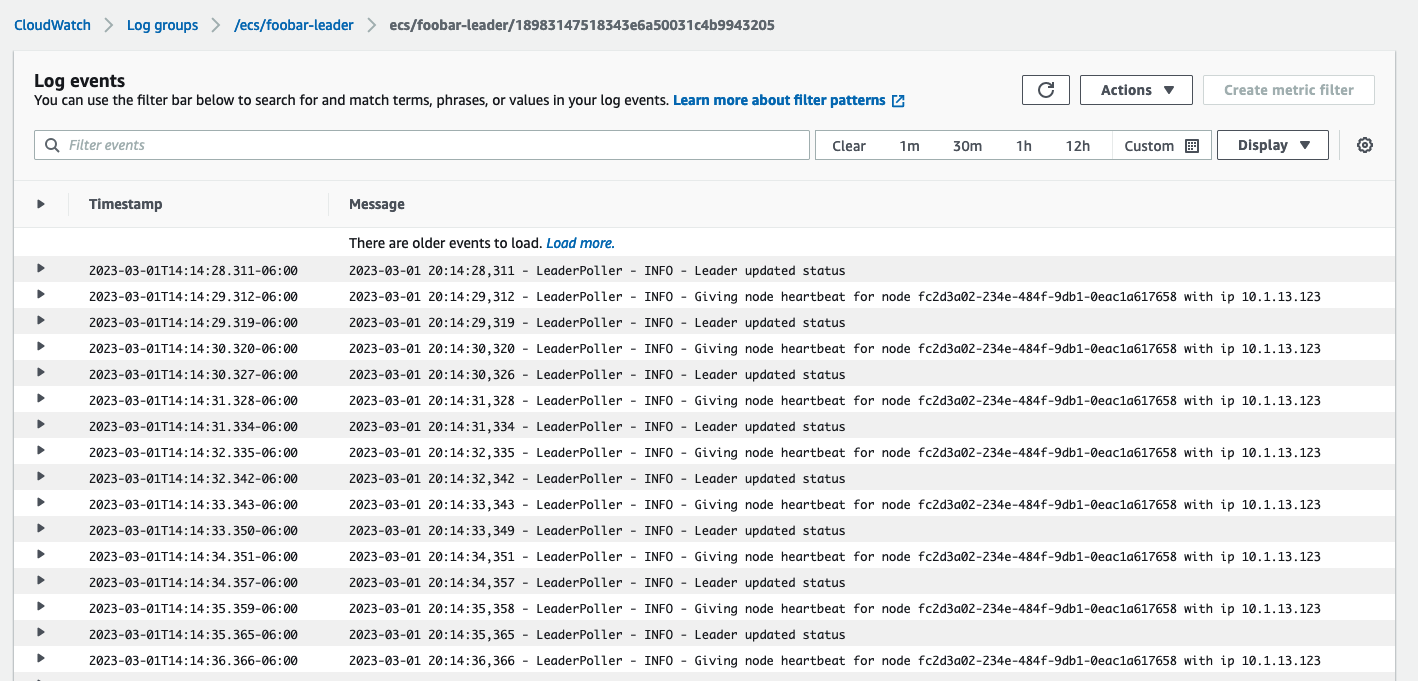 CloudWatch > Log groups > /ecs/foobar-leader > ecs/foobar-leader/18983147518343e6a50031c4b9943205
Log events
You can use the filter bar below to search for and match terms, phrases, or values in your log events. Learn more about filter patterns
Actions
Create metric filter
Filter events
Clear 1m 30m 1h 12h Custom
Display
Timestamp Message
There are older events to load. Load more.
2023-03-01T14:14:28.311-06:00 2023-03-01 20:14:28,311 - LeaderPoller - INFO - Leader updated status
2023-03-01T14:14:29.312-06:00 2023-03-01 20:14:29,312 - LeaderPoller - INFO - Giving node heartbeat for node fc2d3a02-234e-484f-9db1-0eac1a617658 with ip 10.1.13.123
2023-03-01T14:14:29.319-06:00 2023-03-01 20:14:29,319 - LeaderPoller - INFO - Leader updated status
2023-03-01T14:14:30.320-06:00 2023-03-01 20:14:30,320 - LeaderPoller - INFO - Giving node heartbeat for node fc2d3a02-234e-484f-9db1-0eac1a617658 with ip 10.1.13.123
2023-03-01T14:14:30.327-06:00 2023-03-01 20:14:30,326 - LeaderPoller - INFO - Leader updated status
2023-03-01T14:14:31.328-06:00 2023-03-01 20:14:31,328 - LeaderPoller - INFO - Giving node heartbeat for node fc2d3a02-234e-484f-9db1-0eac1a617658 with ip 10.1.13.123
2023-03-01T14:14:31.334-06:00 2023-03-01 20:14:31,334 - LeaderPoller - INFO - Leader updated status
2023-03-01T14:14:32.335-06:00 2023-03-01 20:14:32,335 - LeaderPoller - INFO - Giving node heartbeat for node fc2d3a02-234e-484f-9db1-0eac1a617658 with ip 10.1.13.123
2023-03-01T14:14:32.342-06:00 2023-03-01 20:14:32,342 - LeaderPoller - INFO - Leader updated status
2023-03-01T14:14:33.343-06:00 2023-03-01 20:14:33,343 - LeaderPoller - INFO - Giving node heartbeat for node fc2d3a02-234e-484f-9db1-0eac1a617658 with ip 10.1.13.123
2023-03-01T14:14:33.350-06:00 2023-03-01 20:14:33,349 - LeaderPoller - INFO - Leader updated status
2023-03-01T14:14:34.351-06:00 2023-03-01 20:14:34,351 - LeaderPoller - INFO - Giving node heartbeat for node fc2d3a02-234e-484f-9db1-0eac1a617658 with ip 10.1.13.123
2023-03-01T14:14:34.357-06:00 2023-03-01 20:14:34,357 - LeaderPoller - INFO - Leader updated status
2023-03-01T14:14:35.359-06:00 2023-03-01 20:14:35,358 - LeaderPoller - INFO - Giving node heartbeat for node fc2d3a02-234e-484f-9db1-0eac1a617658 with ip 10.1.13.123
2023-03-01T14:14:35.365-06:00 2023-03-01 20:14:35,365 - LeaderPoller - INFO - Leader updated status
2023-03-01T14:14:36.366-06:00 2023-03-01 20:14:36,366 - LeaderPoller - INFO - Giving node heartbeat for node fc2d3a02-234e-484f-9db1-0eac1a617658 with ip 10.1.13.123